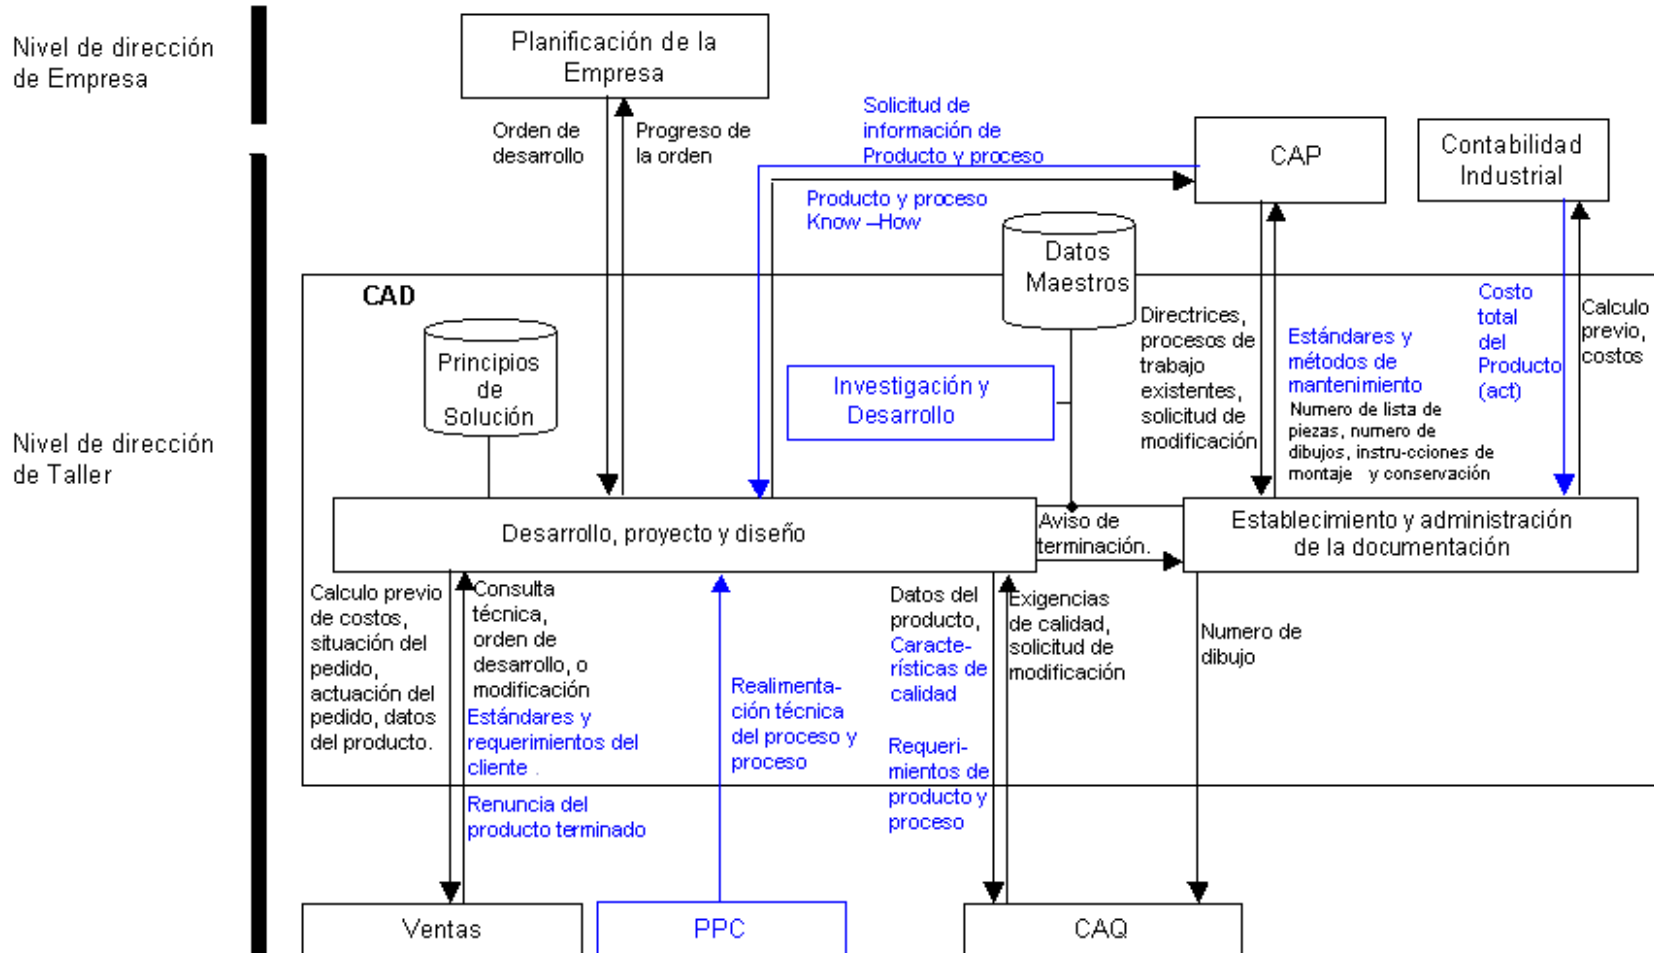 Nivel de dirección
de Empresa
Planificación de la
Empresa
Orden de
desarrollo
Progreso de
la orden
Solicitud de
información de
Producto y proceso
Producto y proceso
Know –How
CAP
Contabilidad
Industrial
Datos
Maestros
CAD
Principios
de
Solución
Investigación y
Desarrollo
Directrices,
procesos de
trabajo
existentes,
solicitud de
modificación
Estándares y
métodos de
mantenimiento
Numero de lista de
piezas, numero de
dibujos, instru-cciones de
montaje y conservación
Costo
total
del
Producto
(act)
Calculo
previo,
costos
Nivel de dirección
de Taller
Desarrollo, proyecto y diseño
Aviso de
terminación.
Establecimiento y administración
de la documentación
Calculo previo
de costos,
situación del
pedido,
actuación del
pedido, datos
del producto.
Consulta
técnica,
orden de
desarrollo, o
modificación
Estándares y
requerimientos del
cliente .
Renuncia del
producto terminado
Realimenta-
ción técnica
del proceso y
proceso
Datos del
producto,
Caracte-
rísticas de
calidad
Requeri-
mientos de
producto y
proceso
Exigencias
de calidad,
solicitud de
modificación
Numero de
dibujo
Ventas
PPC
CAQ